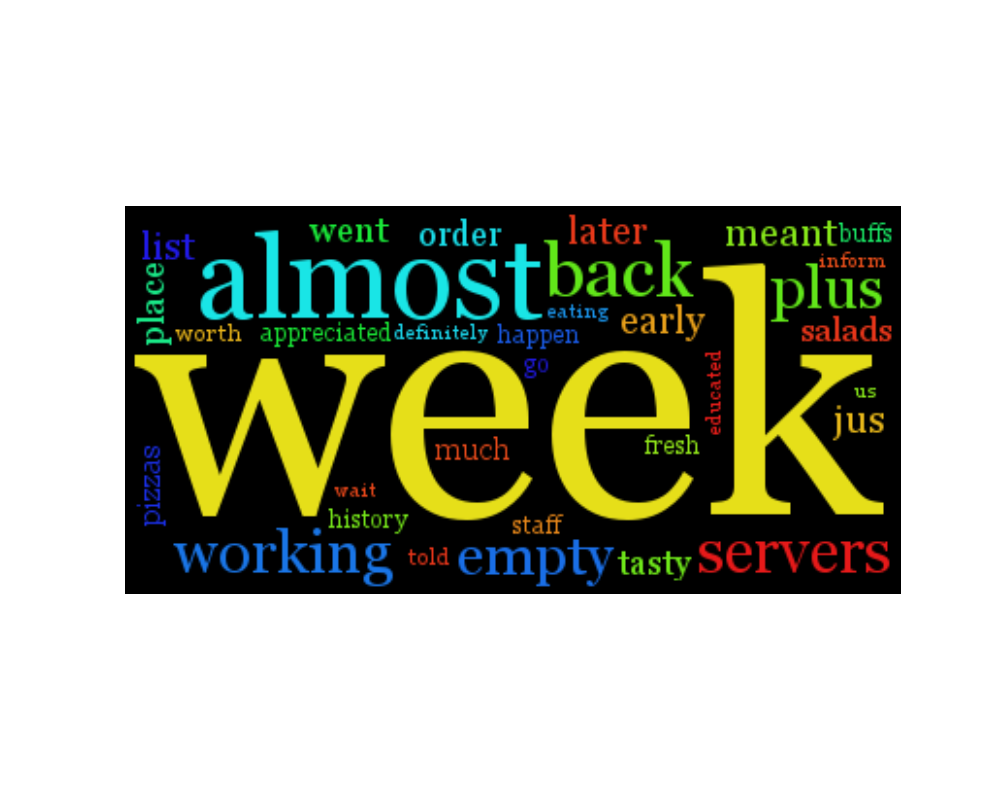 list
went
order
later
meant
buffs
almost
back
inform
place
plus
worth
appreciated
definitely
eating
happen
early
salads
week
go
educated
us
jus
much
fresh
pizzas
wait
history
staff
working
told
empty
tasty
servers